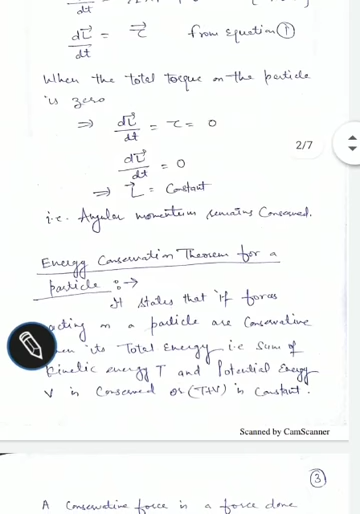 dt
dL/dt = τ from Equation ①
When the total torque on the particle
is zero
⇒ dL/dt = τ = 0
2/7
dL/dt = 0
⇒ L = Constant
i.e. Angular momentum remains Conserved.
Energy Conservation Theorem for a
particle :→
It states that if forces
acting on a particle are Conservative
then its Total Energy i.e Sum of
kinetic energy T and Potential Energy
V is Conserved or (T+V) is Constant.
Scanned by CamScanner
③
A Conservative force is a force done